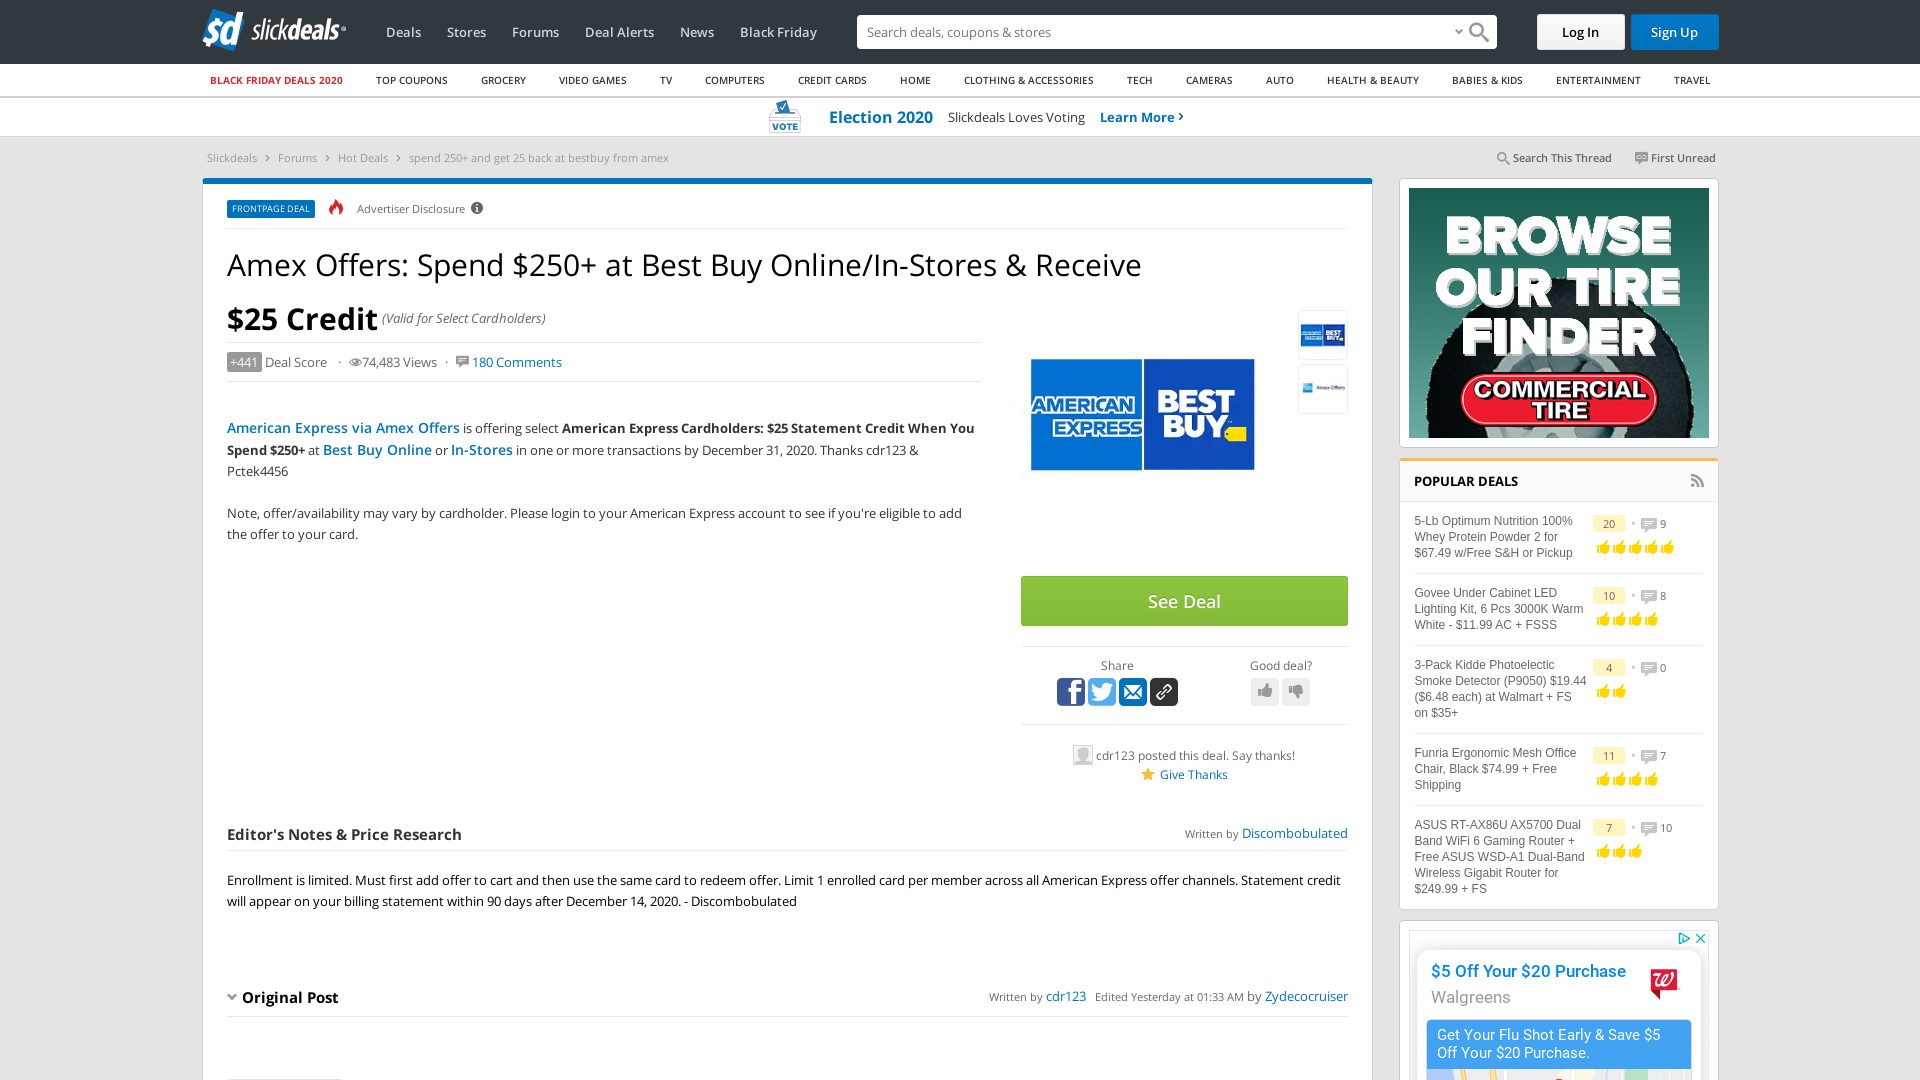 slickdeals
Deals Stores Forums Deal Alerts News Black Friday
Search deals, coupons & shopping
Log In
Sign Up
BLACK FRIDAY DEALS 2020 TOP COUPONS GROCERY VIDEO GAMES TV COMPUTERS CREDIT CARDS HOME CLOTHING & ACCESSORIES TECH CAMERAS AUTO HEALTH & BEAUTY BABIES & KIDS ENTERTAINMENT TRAVEL
VOTE
Election 2020 Slickdeals Loves Voting Learn More
Slickdeals Forums Hot Deals spend 250+ and get 25 back at bestbuy from amex
Search This Thread First Unread
FRONTPAGE DEAL Advertiser Disclosure
Amex Offers: Spend $250+ at Best Buy Online/In-Stores & Receive
$25 Credit (Valid for Select Cardholders)
+441 Deal Score · 74,483 Views · 180 Comments
American Express via Amex Offers is offering select American Express Cardholders: $25 Statement Credit When You
Spend $250+ at Best Buy Online or In-Stores in one or more transactions by December 31, 2020. Thanks cdr123 &
Pctek4456
Note, offer/availability may vary by cardholder. Please login to your American Express account to see if you're eligible to add
the offer to your card.
AMERICAN
EXPRESS
BEST
BUY
Amex Offers
See Deal
Share
Good deal?
cdr123 posted this deal. Say thanks!
Give Thanks
Editor's Notes & Price Research
Written by Discombobulated
Enrollment is limited. Must first add offer to cart and then use the same card to redeem offer. Limit 1 enrolled card per member across all American Express offer channels. Statement credit
will appear on your billing statement within 90 days after December 14, 2020. - Discombobulated
Original Post
Written by cdr123 Edited Yesterday at 01:33 AM by Zydecocruiser
BROWSE
OUR TIRE
FINDER
COMMERCIAL
TIRE
POPULAR DEALS
5-Lb Optimum Nutrition 100%
Whey Protein Powder 2 for
$67.49 w/Free S&H or Pickup
20 9
Govee Under Cabinet LED
Lighting Kit, 6 Pcs 3000K Warm
White - $11.99 AC + FSSS
10 8
3-Pack Kidde Photoelectic
Smoke Detector (P9050) $19.44
($6.48 each) at Walmart + FS
on $35+
4 0
Funria Ergonomic Mesh Office
Chair, Black $74.99 + Free
Shipping
11 7
ASUS RT-AX86U AX5700 Dual
Band WiFi 6 Gaming Router +
Free ASUS WSD-A1 Dual-Band
Wireless Gigabit Router for
$249.99 + FS
7 10
$5 Off Your $20 Purchase
Walgreens
Get Your Flu Shot Early & Save $5
Off Your $20 Purchase.